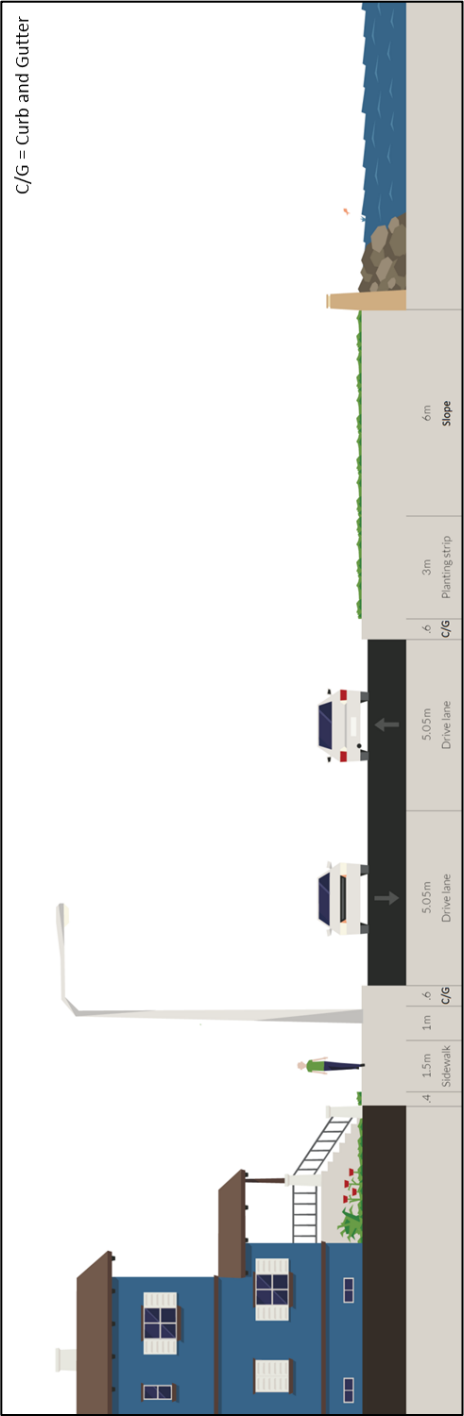 C/G = Curb and Gutter
.4 1.5m 1m .6 5.05m 5.05m .6 3m 6m
Sidewalk C/G Drive lane Drive lane C/G Planting strip Slope